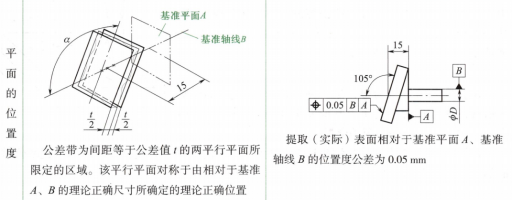 平面的位置度
基准平面A
基准轴线B
α
15
t/2
t/2
公差带为间距等于公差值 t 的两平行平面所
限定的区域。该平行平面对称于由相对于基准
A、B 的理论正确尺寸所确定的理论正确位置
15
105°
B
0.05 B A
A
φD
提取（实际）表面相对于基准平面 A、基准
轴线 B 的位置度公差为 0.05 mm